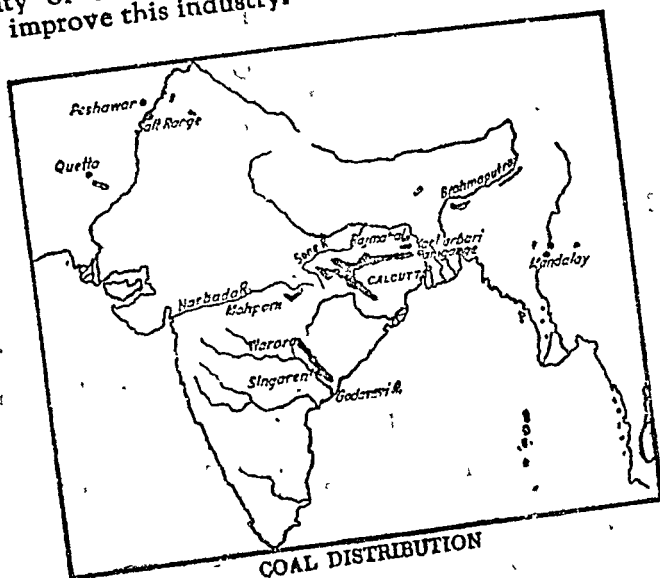 improve this industry.
Peshawar
Salt Range
Quetta
Brahmaputra
Sone R.
Mandalay
CALCUTTA
Narbada R.
Mohpani
Warora
Singareni
Godavari R.
COAL DISTRIBUTION